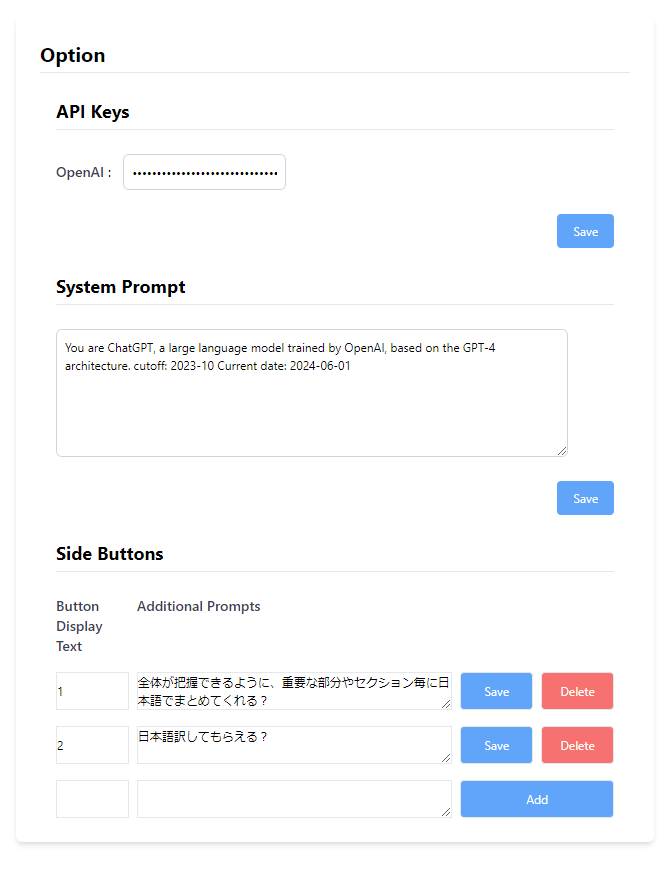 Option
API Keys
OpenAI :
Save
System Prompt
You are ChatGPT, a large language model trained by OpenAI, based on the GPT-4
architecture. cutoff: 2023-10 Current date: 2024-06-01
Save
Side Buttons
Button
Display
Text
Additional Prompts
1
全体が把握できるように、重要な部分やセクション毎に日
本語でまとめてくれる？
Save
Delete
2
日本語訳してもらえる？
Save
Delete
Add